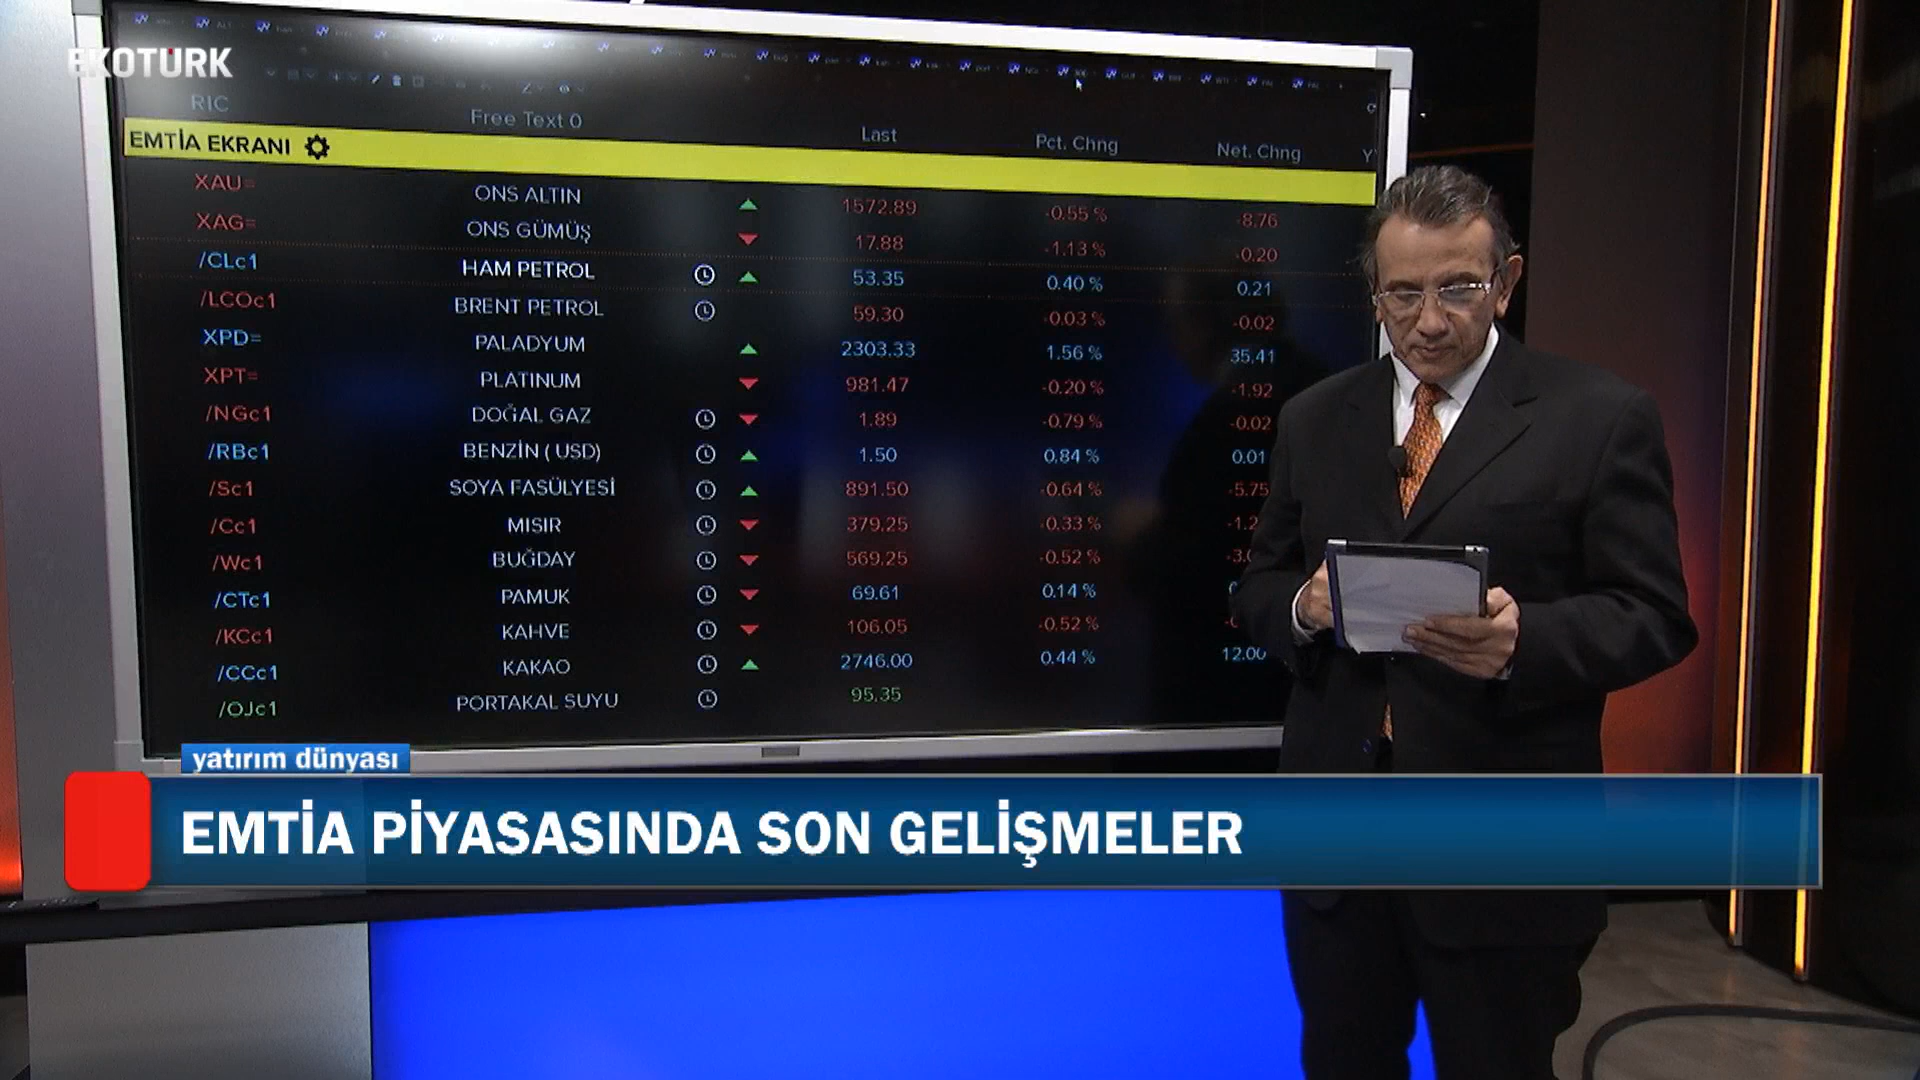 EKOTÜRK
RIC Free Text 0 Last Pct. Chng Net. Chng
EMTİA EKRANI
XAU= ONS ALTIN 1572.89 -0.55 % -8.76
XAG= ONS GÜMÜŞ 17.88 -1.13 % -0.20
/CLc1 HAM PETROL 53.35 0.40 % 0.21
/LCOc1 BRENT PETROL 59.30 -0.03 % -0.02
XPD= PALADYUM 2303.33 1.56 % 35.41
XPT= PLATINUM 981.47 -0.20 % -1.92
/NGc1 DOĞAL GAZ 1.89 -0.79 % -0.02
/RBc1 BENZİN ( USD) 1.50 0.84 % 0.01
/Sc1 SOYA FASÜLYESİ 891.50 -0.64 % -5.75
/Cc1 MISIR 379.25 -0.33 % -1.2
/Wc1 BUĞDAY 569.25 -0.52 % -3.0
/CTc1 PAMUK 69.61 0.14 %
/KCc1 KAHVE 106.05 -0.52 %
/CCc1 KAKAO 2746.00 0.44 % 12.00
/OJc1 PORTAKAL SUYU 95.35
yatırım dünyası
EMTİA PİYASASINDA SON GELİŞMELER